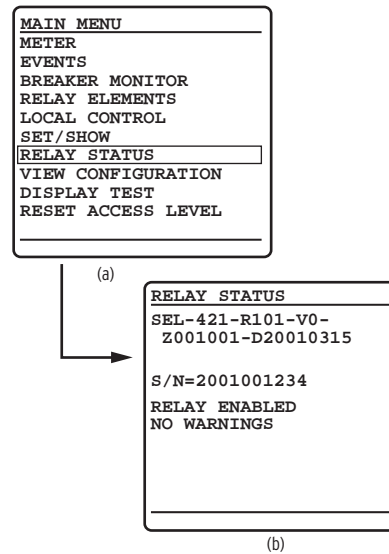 MAIN MENU
METER
EVENTS
BREAKER MONITOR
RELAY ELEMENTS
LOCAL CONTROL
SET/SHOW
RELAY STATUS
VIEW CONFIGURATION
DISPLAY TEST
RESET ACCESS LEVEL
(a)
RELAY STATUS
SEL-421-R101-V0-
Z001001-D20010315
S/N=2001001234
RELAY ENABLED
NO WARNINGS
(b)